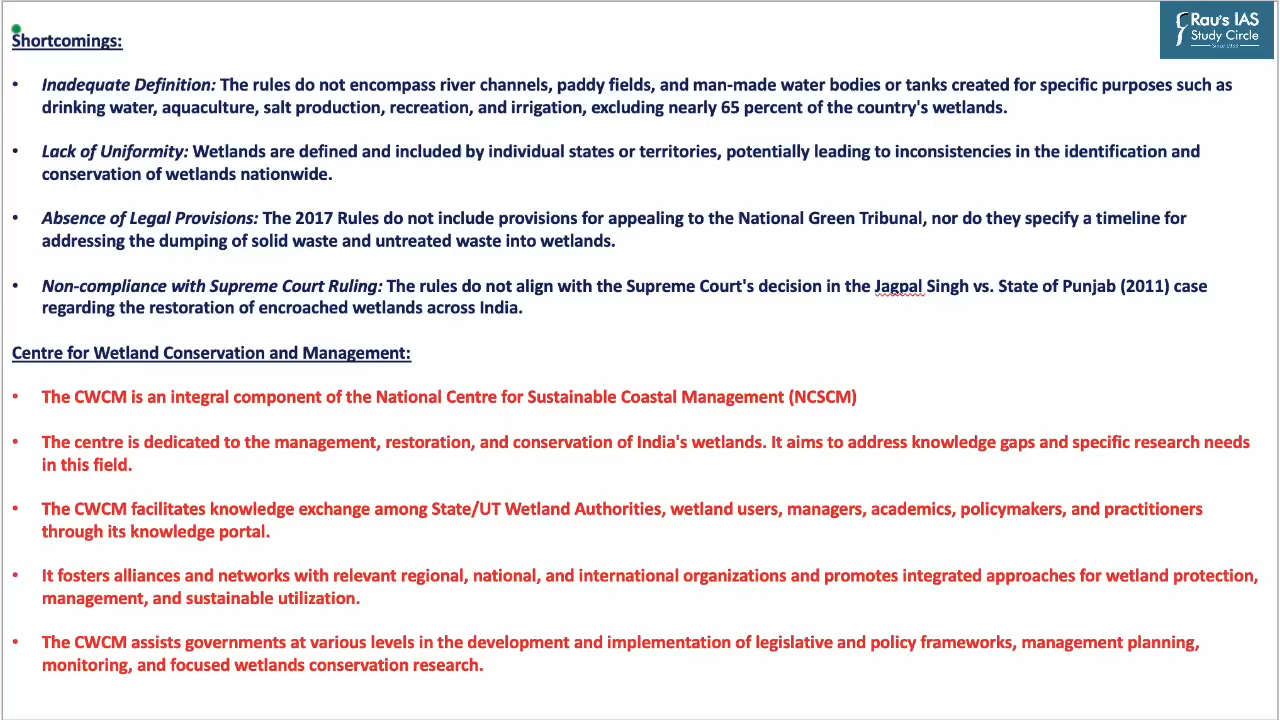 Rau's IAS
Study Circle
Since 1953
Shortcomings:
• Inadequate Definition: The rules do not encompass river channels, paddy fields, and man-made water bodies or tanks created for specific purposes such as
drinking water, aquaculture, salt production, recreation, and irrigation, excluding nearly 65 percent of the country's wetlands.
• Lack of Uniformity: Wetlands are defined and included by individual states or territories, potentially leading to inconsistencies in the identification and
conservation of wetlands nationwide.
• Absence of Legal Provisions: The 2017 Rules do not include provisions for appealing to the National Green Tribunal, nor do they specify a timeline for
addressing the dumping of solid waste and untreated waste into wetlands.
• Non-compliance with Supreme Court Ruling: The rules do not align with the Supreme Court's decision in the Jagpal Singh vs. State of Punjab (2011) case
regarding the restoration of encroached wetlands across India.
Centre for Wetland Conservation and Management:
• The CWCM is an integral component of the National Centre for Sustainable Coastal Management (NCSCM)
• The centre is dedicated to the management, restoration, and conservation of India's wetlands. It aims to address knowledge gaps and specific research needs
in this field.
• The CWCM facilitates knowledge exchange among State/UT Wetland Authorities, wetland users, managers, academics, policymakers, and practitioners
through its knowledge portal.
• It fosters alliances and networks with relevant regional, national, and international organizations and promotes integrated approaches for wetland protection,
management, and sustainable utilization.
• The CWCM assists governments at various levels in the development and implementation of legislative and policy frameworks, management planning,
monitoring, and focused wetlands conservation research.